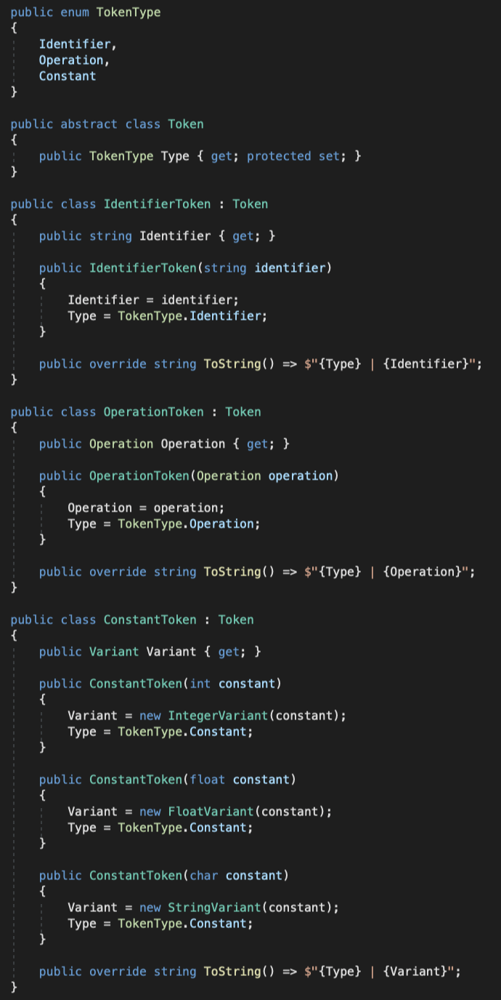 public enum TokenType
{
    Identifier,
    Operation,
    Constant
}

public abstract class Token
{
    public TokenType Type { get; protected set; }
}

public class IdentifierToken : Token
{
    public string Identifier { get; }

    public IdentifierToken(string identifier)
    {
        Identifier = identifier;
        Type = TokenType.Identifier;
    }

    public override string ToString() => $"{Type} | {Identifier}";
}

public class OperationToken : Token
{
    public Operation Operation { get; }

    public OperationToken(Operation operation)
    {
        Operation = operation;
        Type = TokenType.Operation;
    }

    public override string ToString() => $"{Type} | {Operation}";
}

public class ConstantToken : Token
{
    public Variant Variant { get; }

    public ConstantToken(int constant)
    {
        Variant = new IntegerVariant(constant);
        Type = TokenType.Constant;
    }

    public ConstantToken(float constant)
    {
        Variant = new FloatVariant(constant);
        Type = TokenType.Constant;
    }

    public ConstantToken(char constant)
    {
        Variant = new StringVariant(constant);
        Type = TokenType.Constant;
    }

    public override string ToString() => $"{Type} | {Variant}";
}